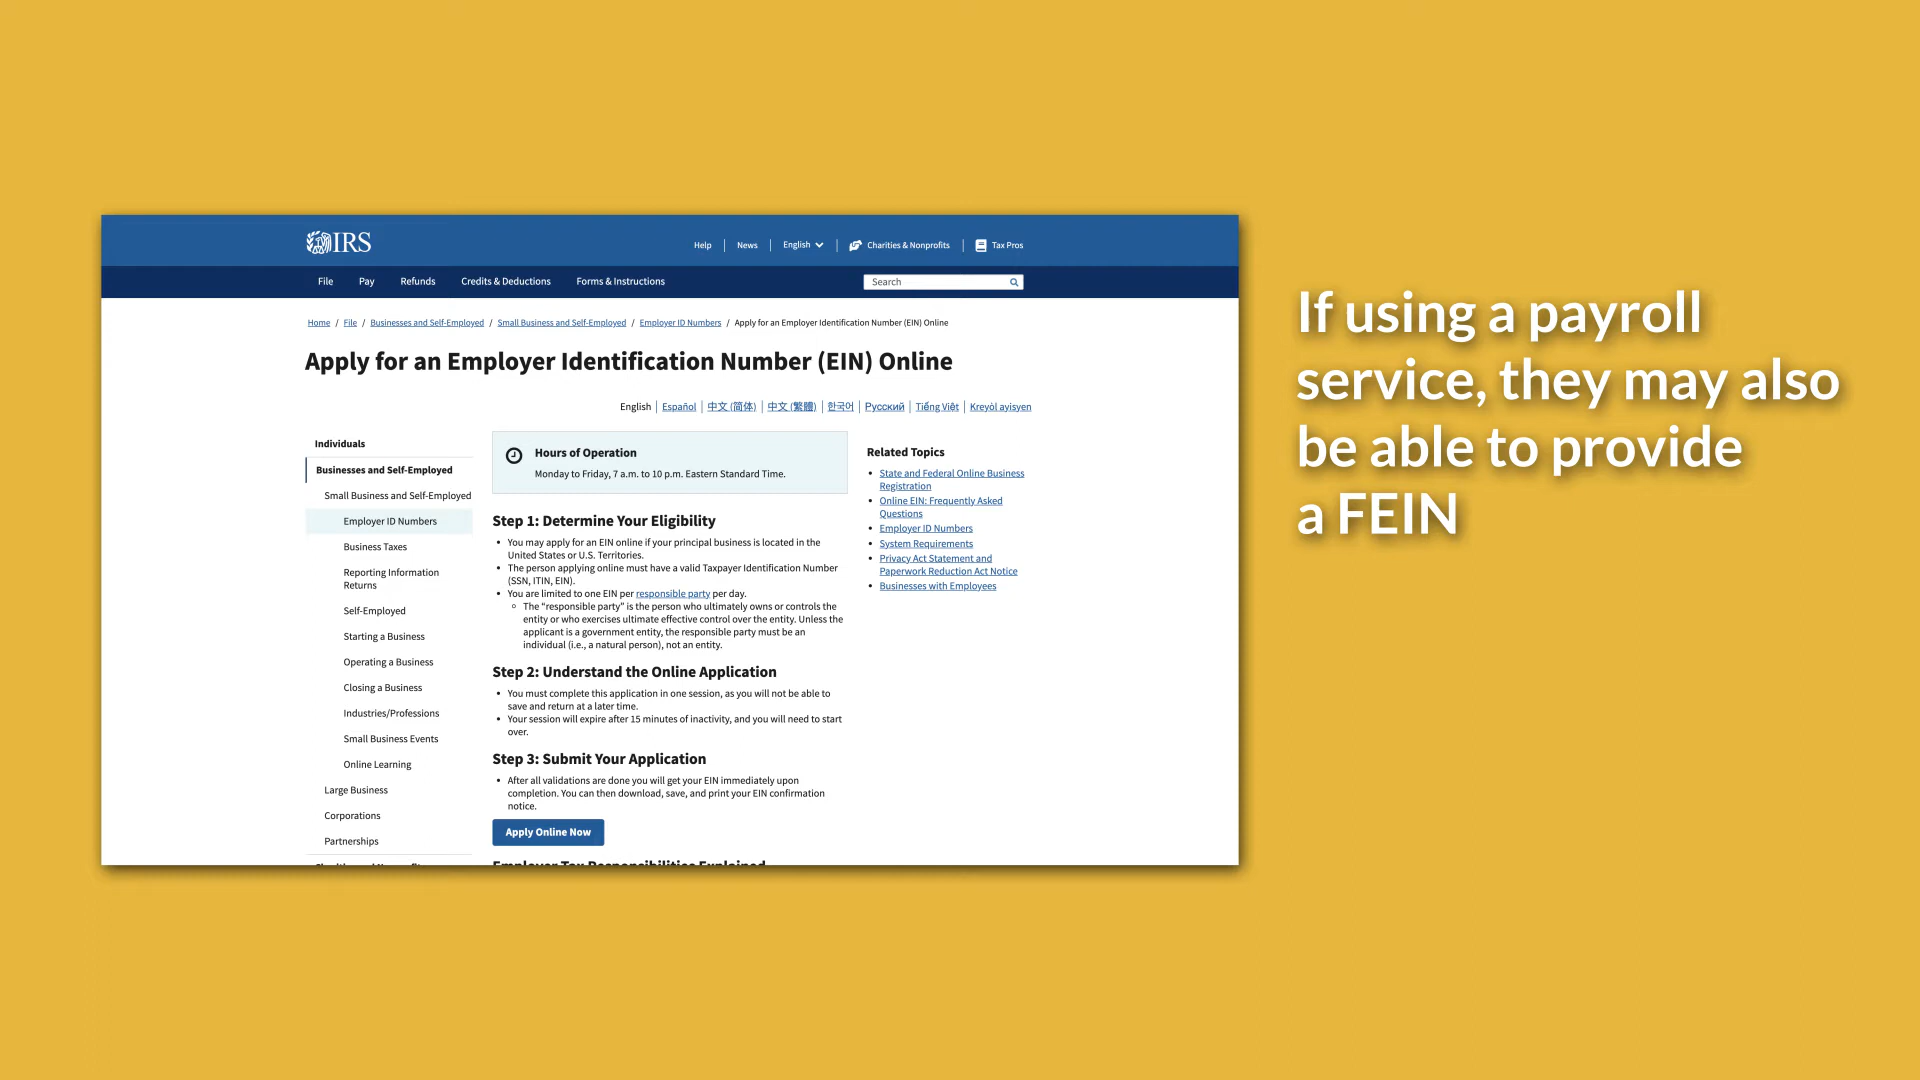 IRS
Help
News
English
Charities & Nonprofits
Tax Pros
File
Pay
Refunds
Credits & Deductions
Forms & Instructions
Search
Home / File / Businesses and Self-Employed / Small Business and Self-Employed / Employer ID Numbers / Apply for an Employer Identification Number (EIN) Online
Apply for an Employer Identification Number (EIN) Online
English | Español | 中文 (简体) | 中文 (繁體) | 한국어 | Русский | Tiếng Việt | Kreyòl ayisyen
Individuals
Businesses and Self-Employed
Small Business and Self-Employed
Employer ID Numbers
Business Taxes
Reporting Information
Returns
Self-Employed
Starting a Business
Operating a Business
Closing a Business
Industries/Professions
Small Business Events
Online Learning
Large Business
Corporations
Partnerships
Hours of Operation
Monday to Friday, 7 a.m. to 10 p.m. Eastern Standard Time.
Step 1: Determine Your Eligibility
• You may apply for an EIN online if your principal business is located in the
United States or U.S. Territories.
• The person applying online must have a valid Taxpayer Identification Number
(SSN, ITIN, EIN).
• You are limited to one EIN per responsible party per day.
○ The “responsible party” is the person who ultimately owns or controls the
entity or who exercises ultimate effective control over the entity. Unless the
applicant is a government entity, the responsible party must be an
individual (i.e., a natural person), not an entity.
Step 2: Understand the Online Application
• You must complete this application in one session, as you will not be able to
save and return at a later time.
• Your session will expire after 15 minutes of inactivity, and you will need to start
over.
Step 3: Submit Your Application
• After all validations are done you will get your EIN immediately upon
completion. You can then download, save, and print your EIN confirmation
notice.
Apply Online Now
Employer Tax Responsibilities Explained
Related Topics
• State and Federal Online Business
Registration
• Online EIN: Frequently Asked
Questions
• Employer ID Numbers
• System Requirements
• Privacy Act Statement and
Paperwork Reduction Act Notice
• Businesses with Employees
If using a payroll
service, they may also
be able to provide
a FEIN